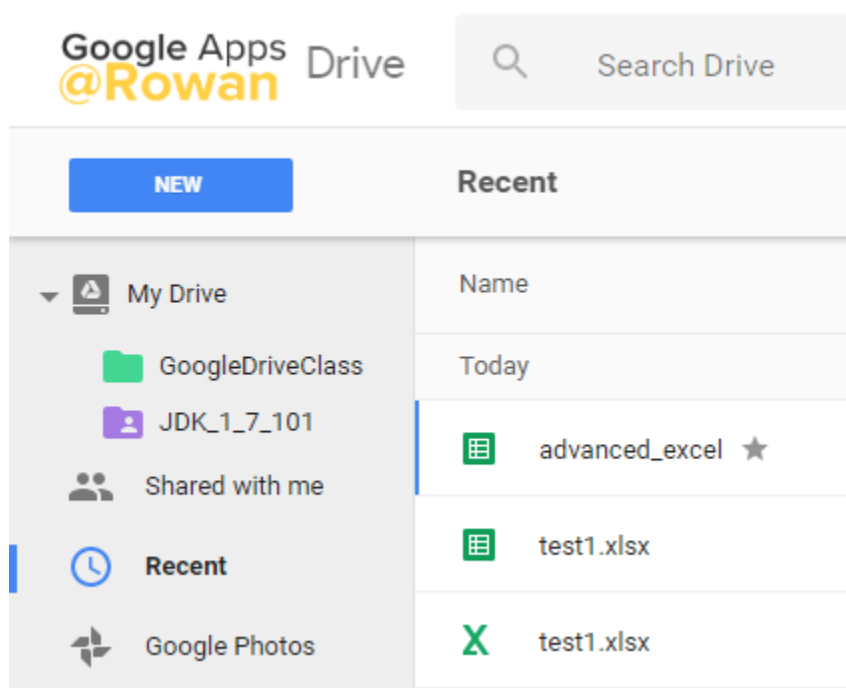 Google Apps
@Rowan
Drive
Search Drive
NEW
Recent
My Drive
GoogleDriveClass
JDK_1_7_101
Shared with me
Recent
Google Photos
Name
Today
advanced_excel
test1.xlsx
test1.xlsx